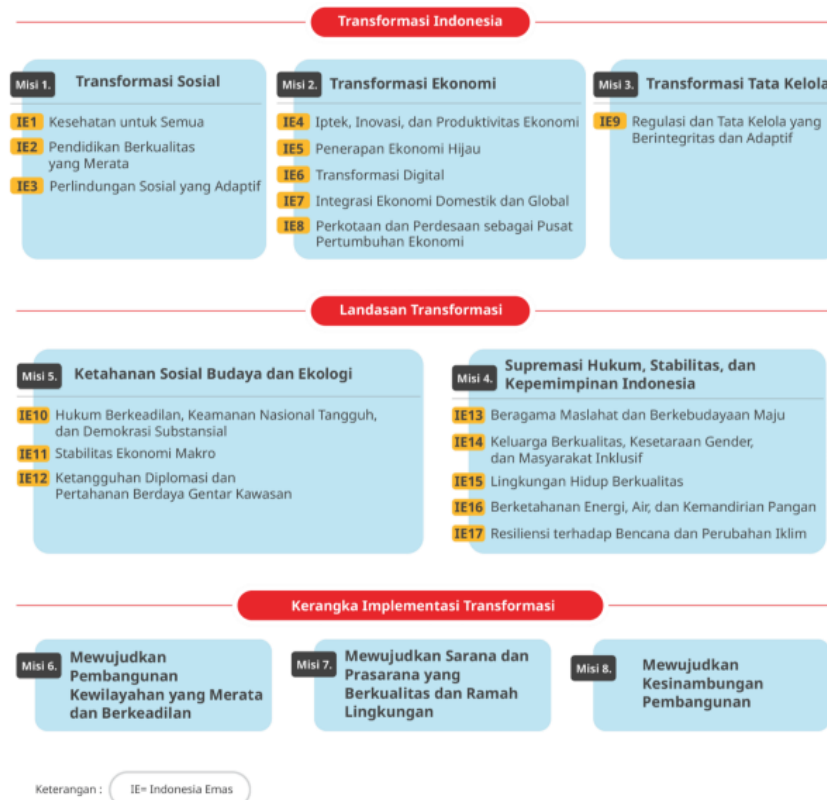 Transformasi Indonesia
Misi 1. Transformasi Sosial
IE1 Kesehatan untuk Semua
IE2 Pendidikan Berkualitas
yang Merata
IE3 Perlindungan Sosial yang Adaptif
Misi 2. Transformasi Ekonomi
IE4 Iptek, Inovasi, dan Produktivitas Ekonomi
IE5 Penerapan Ekonomi Hijau
IE6 Transformasi Digital
IE7 Integrasi Ekonomi Domestik dan Global
IE8 Perkotaan dan Perdesaan sebagai Pusat
Pertumbuhan Ekonomi
Misi 3. Transformasi Tata Kelola
IE9 Regulasi dan Tata Kelola yang
Berintegritas dan Adaptif
Landasan Transformasi
Misi 5. Ketahanan Sosial Budaya dan Ekologi
IE10 Hukum Berkeadilan, Keamanan Nasional Tangguh,
dan Demokrasi Substansial
IE11 Stabilitas Ekonomi Makro
IE12 Ketangguhan Diplomasi dan
Pertahanan Berdaya Gentar Kawasan
Misi 4. Supremasi Hukum, Stabilitas, dan
Kepemimpinan Indonesia
IE13 Beragama Maslahat dan Berkebudayaan Maju
IE14 Keluarga Berkualitas, Kesetaraan Gender,
dan Masyarakat Inklusif
IE15 Lingkungan Hidup Berkualitas
IE16 Berketahanan Energi, Air, dan Kemandirian Pangan
IE17 Resiliensi terhadap Bencana dan Perubahan Iklim
Kerangka Implementasi Transformasi
Misi 6. Mewujudkan
Pembangunan
Kewilayahan yang Merata
dan Berkeadilan
Misi 7. Mewujudkan Sarana dan
Prasarana yang
Berkualitas dan Ramah
Lingkungan
Misi 8. Mewujudkan
Kesinambungan
Pembangunan
Keterangan : IE= Indonesia Emas